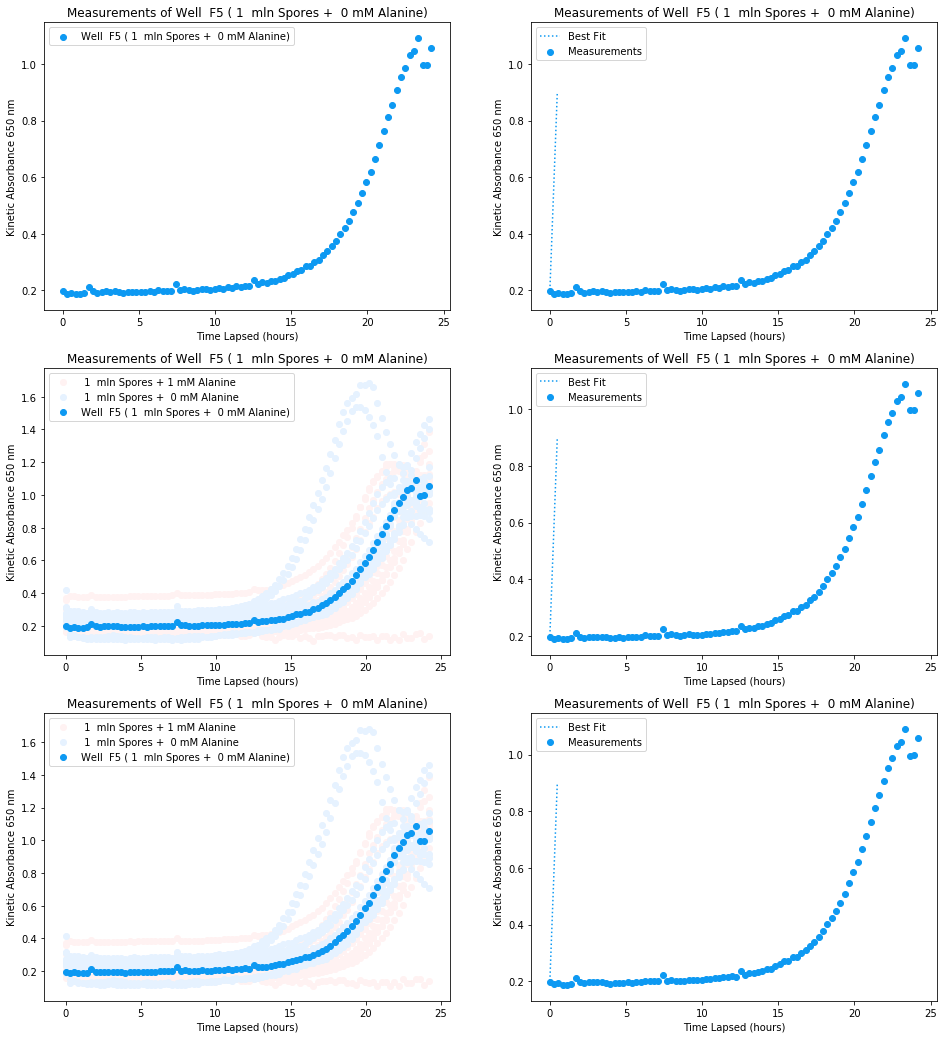 Measurements of Well  F5 ( 1  mln Spores +  0 mM Alanine)
Well  F5 ( 1  mln Spores +  0 mM Alanine)
Kinetic Absorbance 650 nm
1.0
0.8
0.6
0.4
0.2
0 5 10 15 20 25
Time Lapsed (hours)
Measurements of Well  F5 ( 1  mln Spores +  0 mM Alanine)
Best Fit
Measurements
Kinetic Absorbance 650 nm
1.0
0.8
0.6
0.4
0.2
0 5 10 15 20 25
Time Lapsed (hours)
Measurements of Well  F5 ( 1  mln Spores +  0 mM Alanine)
1  mln Spores + 1 mM Alanine
1  mln Spores +  0 mM Alanine
Well  F5 ( 1  mln Spores +  0 mM Alanine)
Kinetic Absorbance 650 nm
1.6
1.4
1.2
1.0
0.8
0.6
0.4
0.2
0 5 10 15 20 25
Time Lapsed (hours)
Measurements of Well  F5 ( 1  mln Spores +  0 mM Alanine)
Best Fit
Measurements
Kinetic Absorbance 650 nm
1.0
0.8
0.6
0.4
0.2
0 5 10 15 20 25
Time Lapsed (hours)
Measurements of Well  F5 ( 1  mln Spores +  0 mM Alanine)
1  mln Spores + 1 mM Alanine
1  mln Spores +  0 mM Alanine
Well  F5 ( 1  mln Spores +  0 mM Alanine)
Kinetic Absorbance 650 nm
1.6
1.4
1.2
1.0
0.8
0.6
0.4
0.2
0 5 10 15 20 25
Time Lapsed (hours)
Measurements of Well  F5 ( 1  mln Spores +  0 mM Alanine)
Best Fit
Measurements
Kinetic Absorbance 650 nm
1.0
0.8
0.6
0.4
0.2
0 5 10 15 20 25
Time Lapsed (hours)